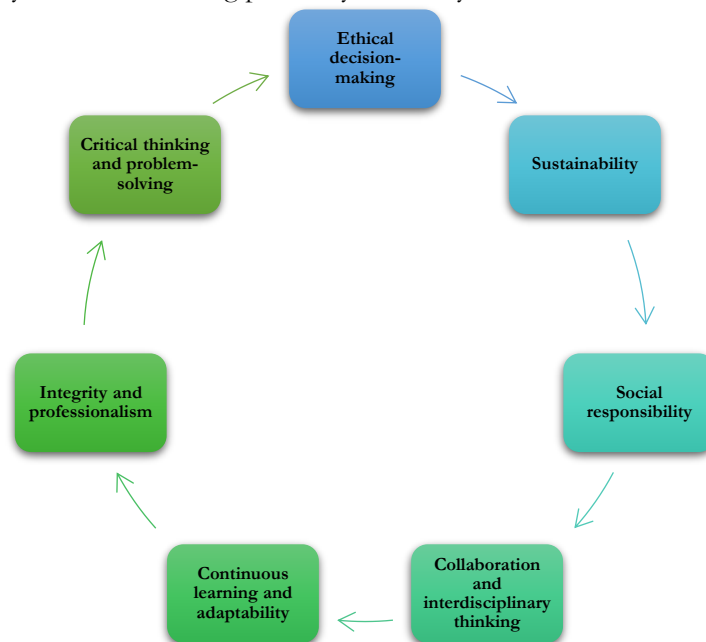 Ethical
decision-
making
Sustainability
Social
responsibility
Collaboration
and
interdisciplinary
thinking
Continuous
learning and
adaptability
Integrity and
professionalism
Critical thinking
and problem-
solving